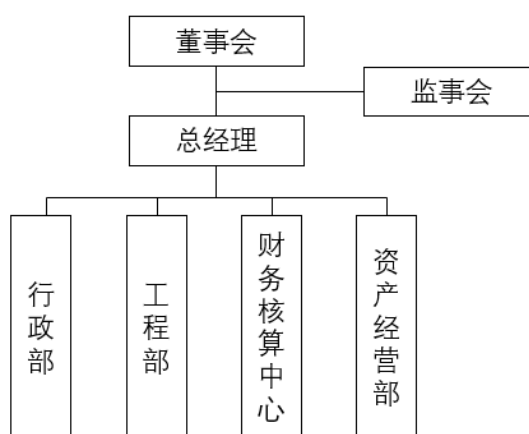 董事会
监事会
总经理
行政部
工程部
财务核算中心
资产经营部